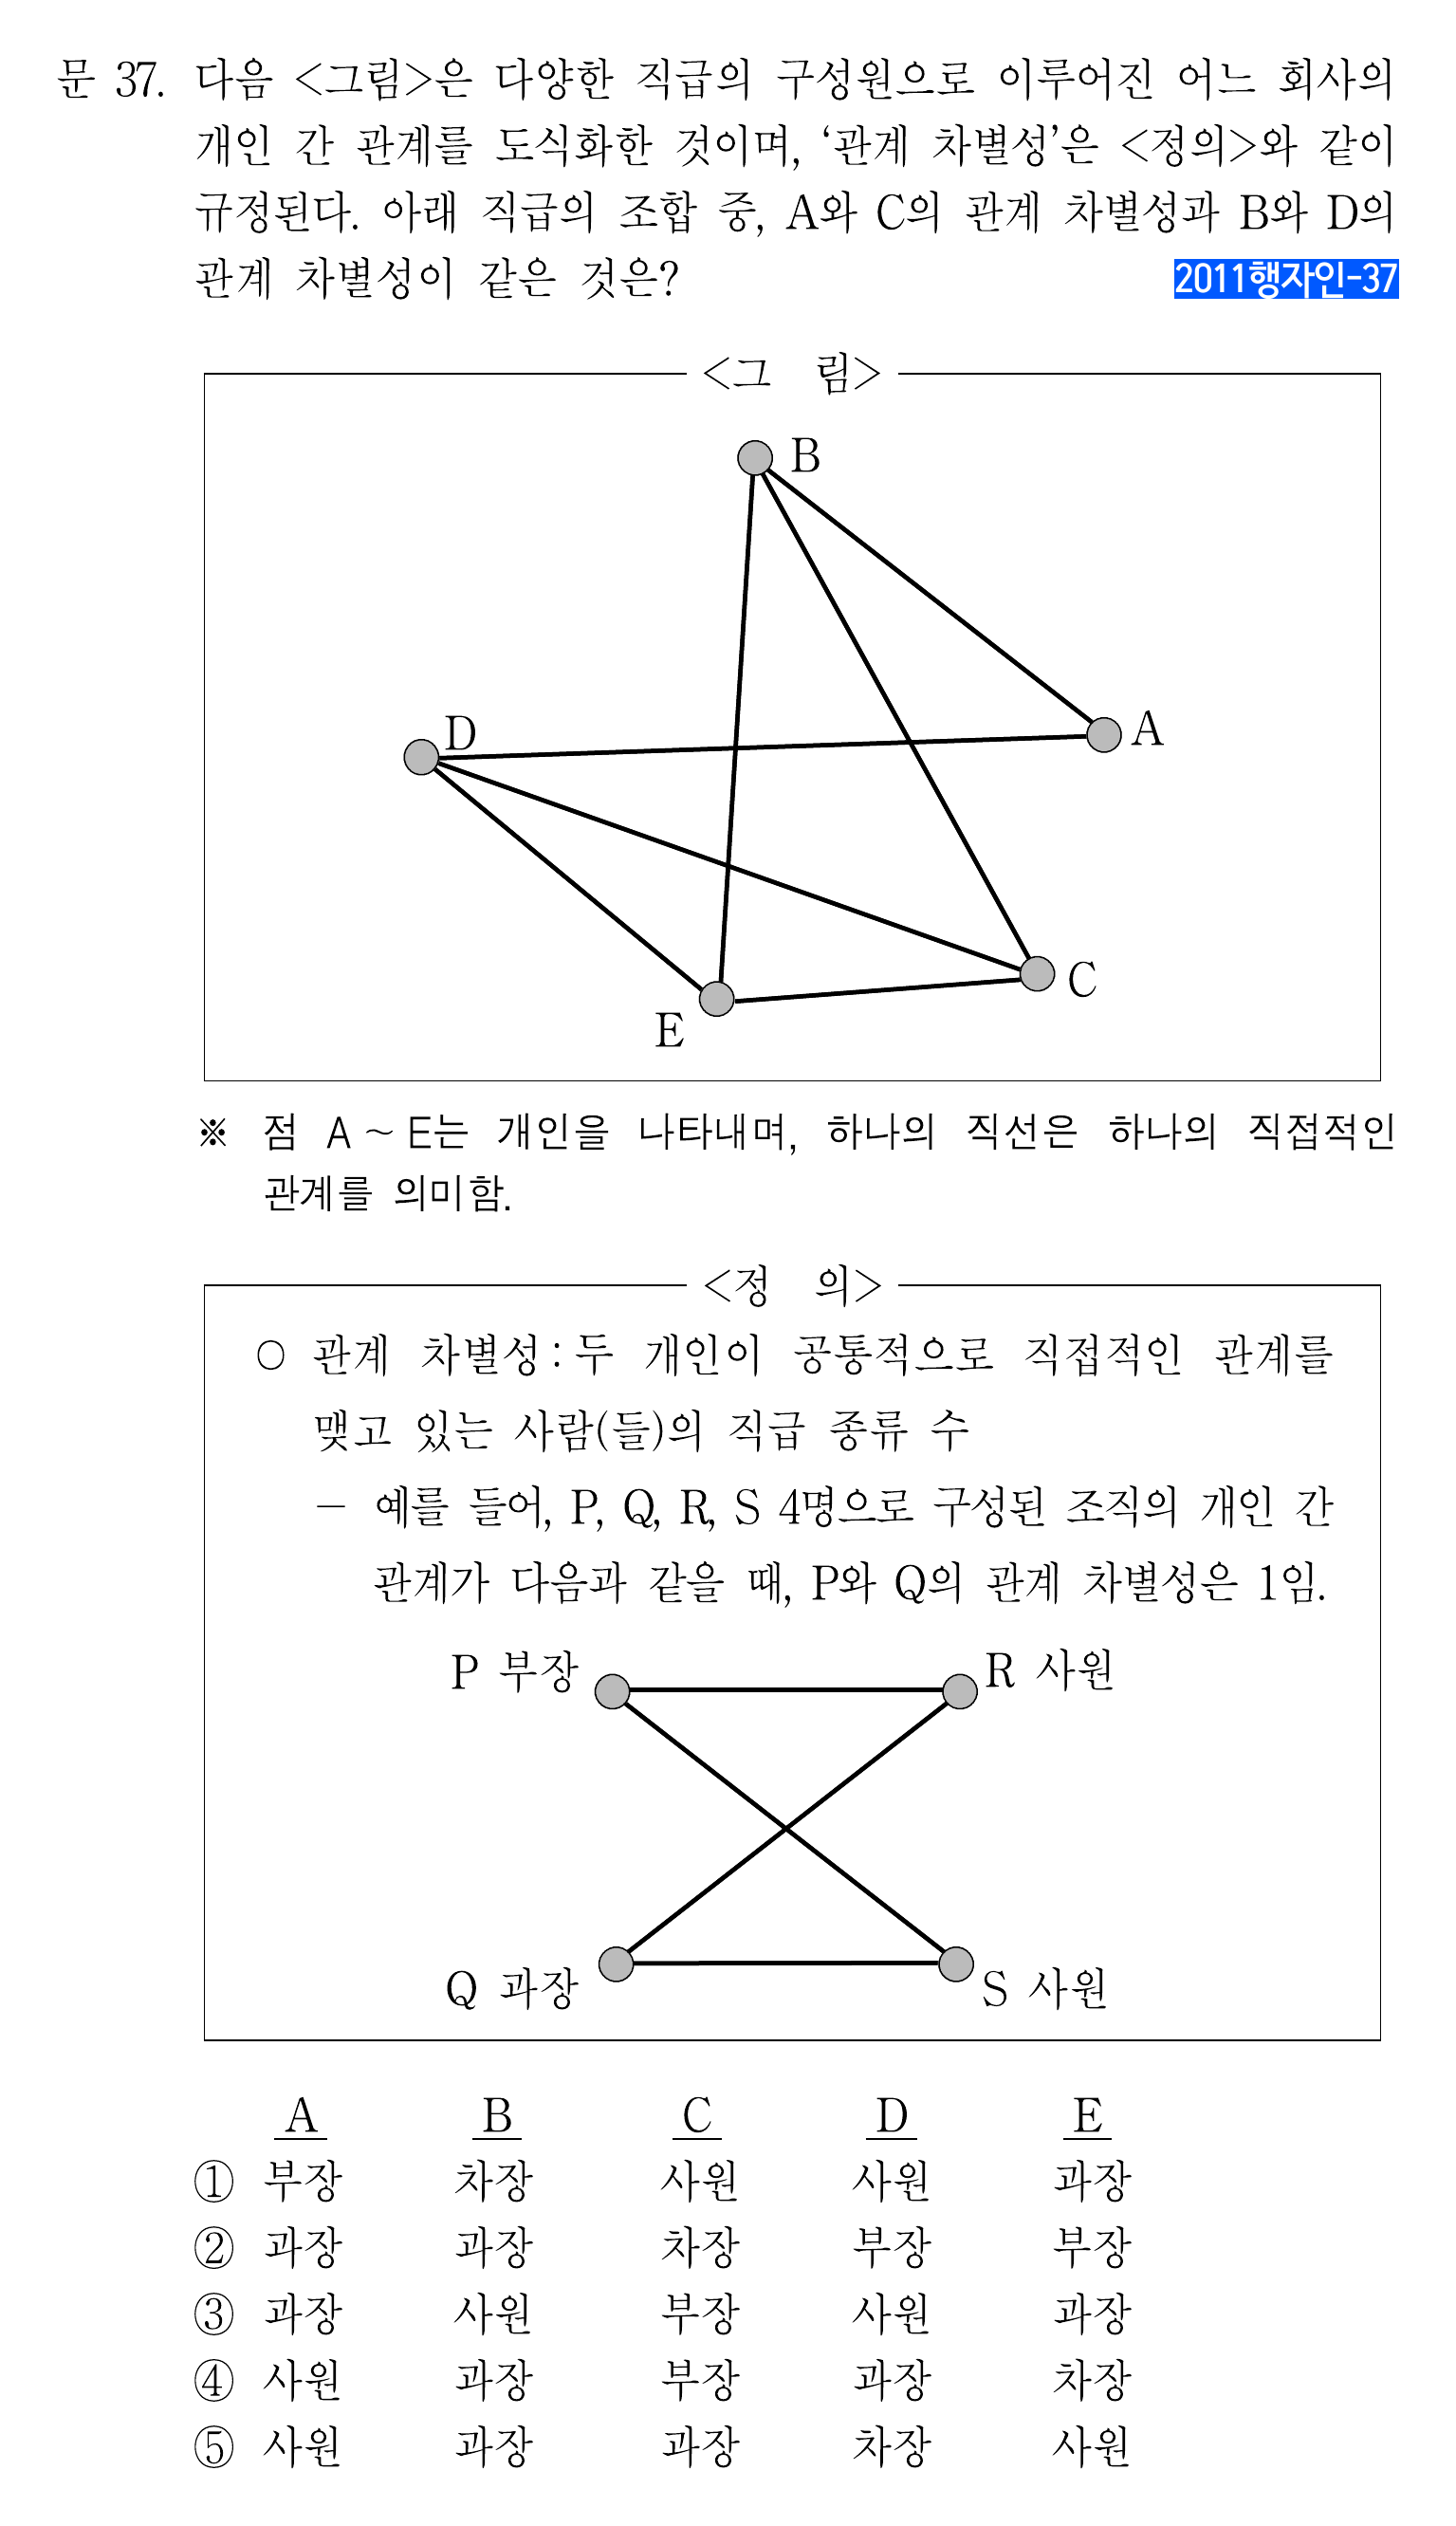 문 37. 다음 <그림>은 다양한 직급의 구성원으로 이루어진 어느 회사의
개인 간 관계를 도식화한 것이며, ‘관계 차별성’은 <정의>와 같이
규정된다. 아래 직급의 조합 중, A와 C의 관계 차별성과 B와 D의
관계 차별성이 같은 것은? 2011행자인-37
<그 림>
B
A
D
C
E
※ 점 A ~ E는 개인을 나타내며, 하나의 직선은 하나의 직접적인
관계를 의미함.
<정 의>
○ 관계 차별성 : 두 개인이 공통적으로 직접적인 관계를
맺고 있는 사람(들)의 직급 종류 수
- 예를 들어, P, Q, R, S 4명으로 구성된 조직의 개인 간
관계가 다음과 같을 때, P와 Q의 관계 차별성은 1임.
P 부장 R 사원
Q 과장 S 사원
A B C D E
① 부장 차장 사원 사원 과장
② 과장 과장 차장 부장 부장
③ 과장 사원 부장 사원 과장
④ 사원 과장 부장 과장 차장
⑤ 사원 과장 과장 차장 사원